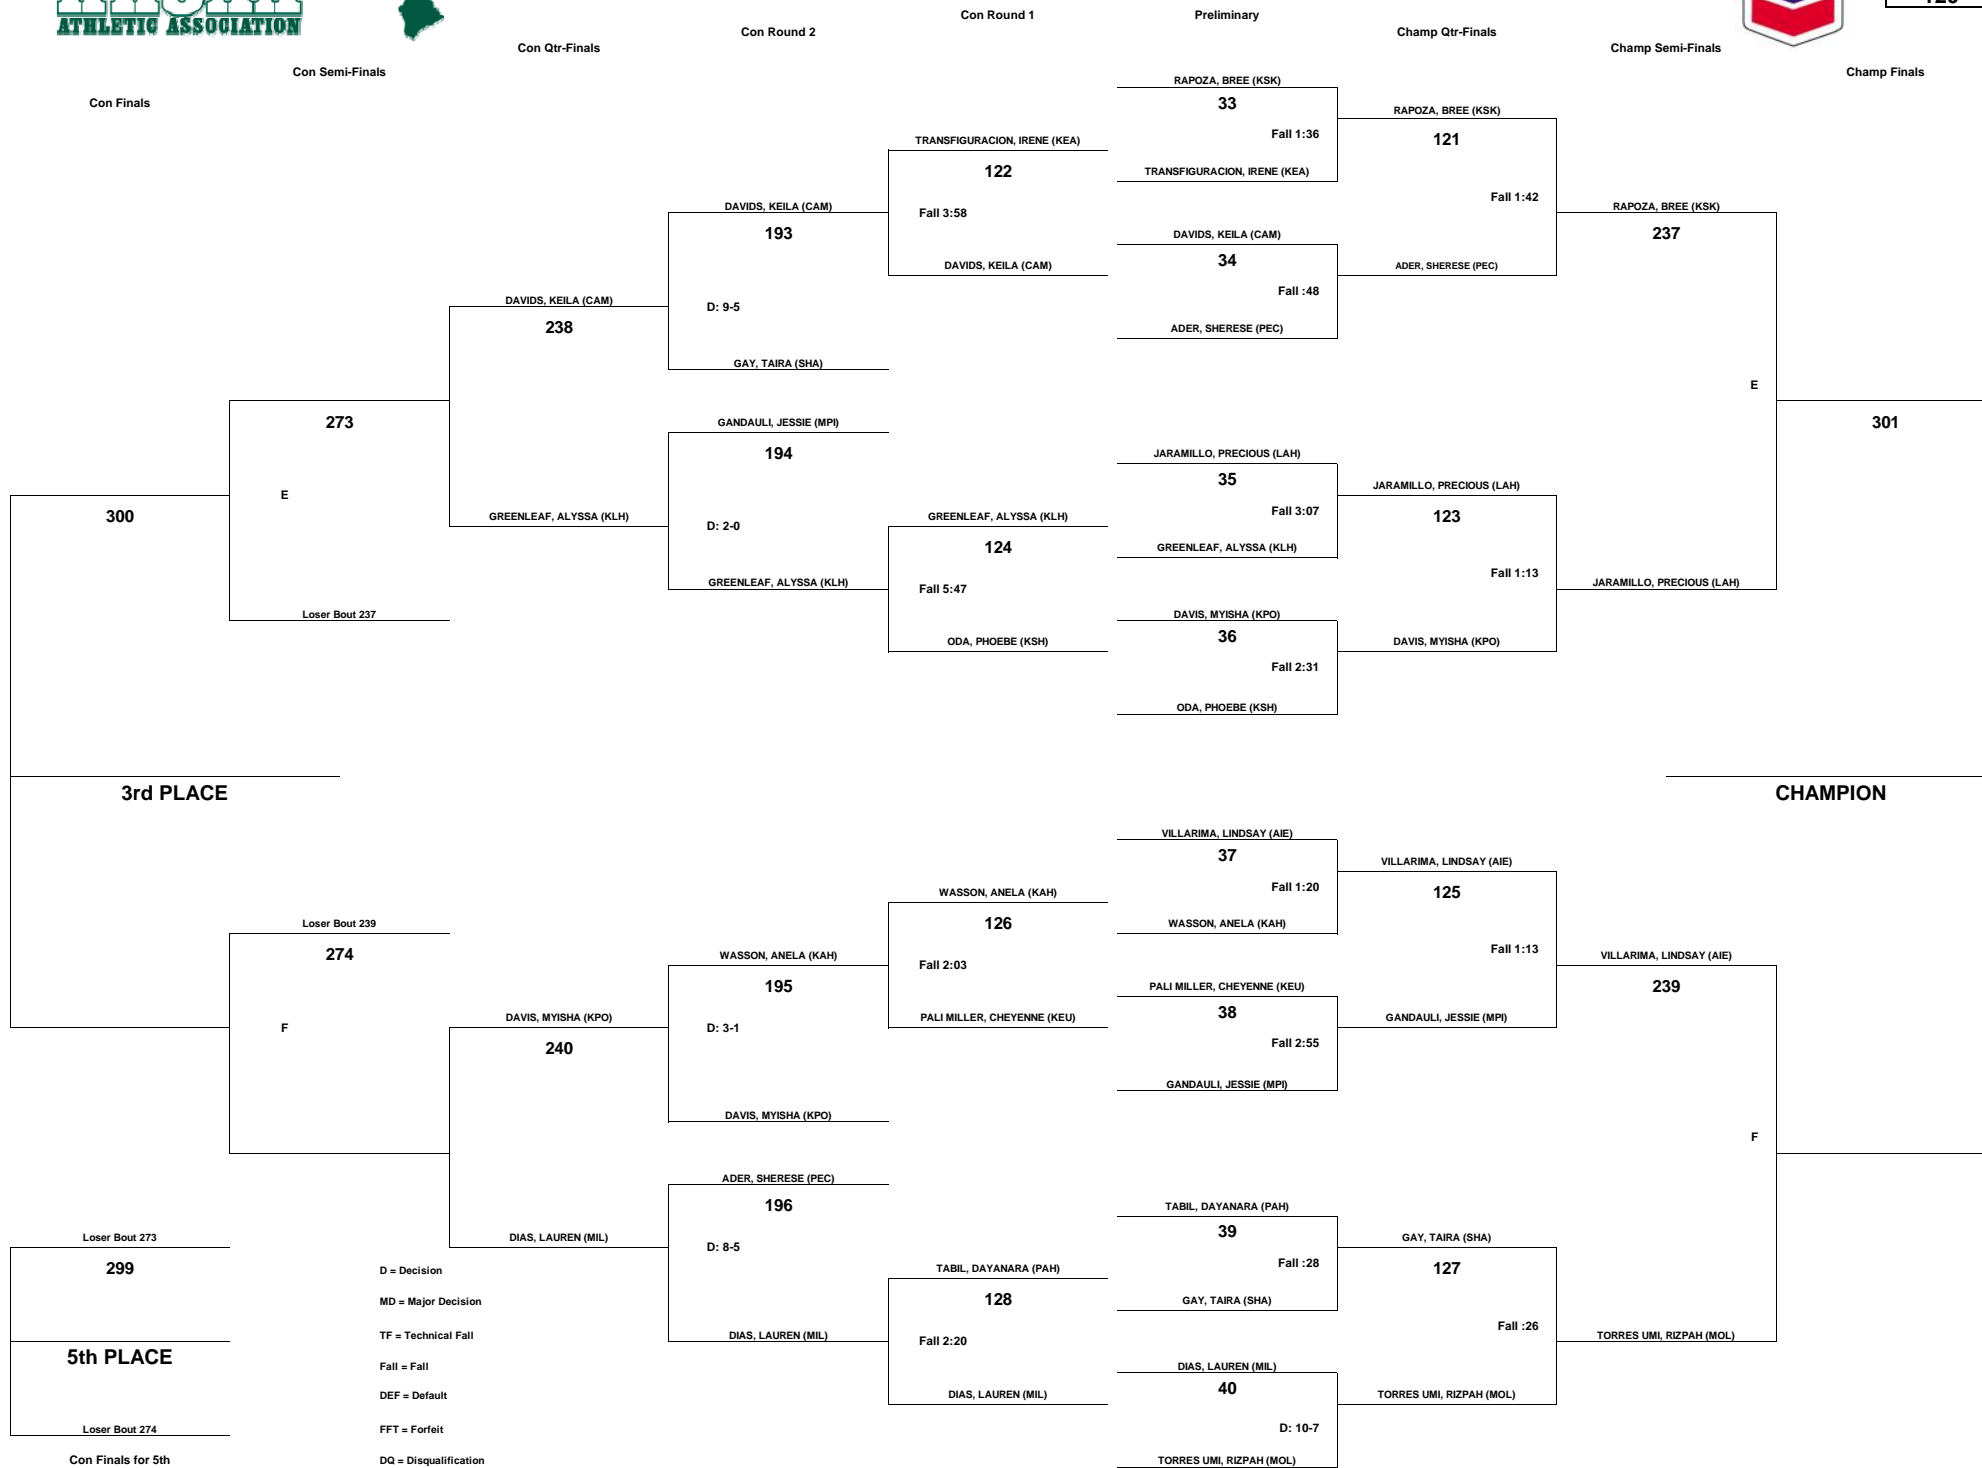 ATHLETIC ASSOCIATION
Con Round 1
Preliminary
Con Round 2
Champ Qtr-Finals
Con Qtr-Finals
Champ Semi-Finals
Con Semi-Finals
Champ Finals
Con Finals
RAPOZA, BREE (KSK)
33
Fall 1:36
TRANSFIGURACION, IRENE (KEA)
RAPOZA, BREE (KSK)
121
Fall 1:42
ADER, SHERESE (PEC)
TRANSFIGURACION, IRENE (KEA)
122
Fall 3:58
DAVIDS, KEILA (CAM)
DAVIDS, KEILA (CAM)
34
Fall :48
ADER, SHERESE (PEC)
DAVIDS, KEILA (CAM)
193
D: 9-5
GAY, TAIRA (SHA)
RAPOZA, BREE (KSK)
237
E
JARAMILLO, PRECIOUS (LAH)
DAVIDS, KEILA (CAM)
238
GREENLEAF, ALYSSA (KLH)
273
E
Loser Bout 237
301
GANDAULI, JESSIE (MPI)
194
D: 2-0
GREENLEAF, ALYSSA (KLH)
JARAMILLO, PRECIOUS (LAH)
35
Fall 3:07
GREENLEAF, ALYSSA (KLH)
JARAMILLO, PRECIOUS (LAH)
123
Fall 1:13
DAVIS, MYISHA (KPO)
GREENLEAF, ALYSSA (KLH)
124
Fall 5:47
ODA, PHOEBE (KSH)
DAVIS, MYISHA (KPO)
36
Fall 2:31
ODA, PHOEBE (KSH)
300
3rd PLACE
CHAMPION
VILLARIMA, LINDSAY (AIE)
37
Fall 1:20
WASSON, ANELA (KAH)
VILLARIMA, LINDSAY (AIE)
125
Fall 1:13
GANDAULI, JESSIE (MPI)
WASSON, ANELA (KAH)
126
Fall 2:03
PALI MILLER, CHEYENNE (KEU)
PALI MILLER, CHEYENNE (KEU)
38
Fall 2:55
GANDAULI, JESSIE (MPI)
Loser Bout 239
274
F
WASSON, ANELA (KAH)
195
D: 3-1
DAVIS, MYISHA (KPO)
VILLARIMA, LINDSAY (AIE)
239
F
TORRES UMI, RIZPAH (MOL)
DAVIS, MYISHA (KPO)
240
DIAS, LAUREN (MIL)
ADER, SHERESE (PEC)
196
D: 8-5
DIAS, LAUREN (MIL)
TABIL, DAYANARA (PAH)
39
Fall :28
GAY, TAIRA (SHA)
GAY, TAIRA (SHA)
127
Fall :26
TORRES UMI, RIZPAH (MOL)
TABIL, DAYANARA (PAH)
128
Fall 2:20
DIAS, LAUREN (MIL)
DIAS, LAUREN (MIL)
40
D: 10-7
TORRES UMI, RIZPAH (MOL)
Loser Bout 273
299
5th PLACE
Loser Bout 274
Con Finals for 5th
D = Decision
MD = Major Decision
TF = Technical Fall
Fall = Fall
DEF = Default
FFT = Forfeit
DQ = Disqualification